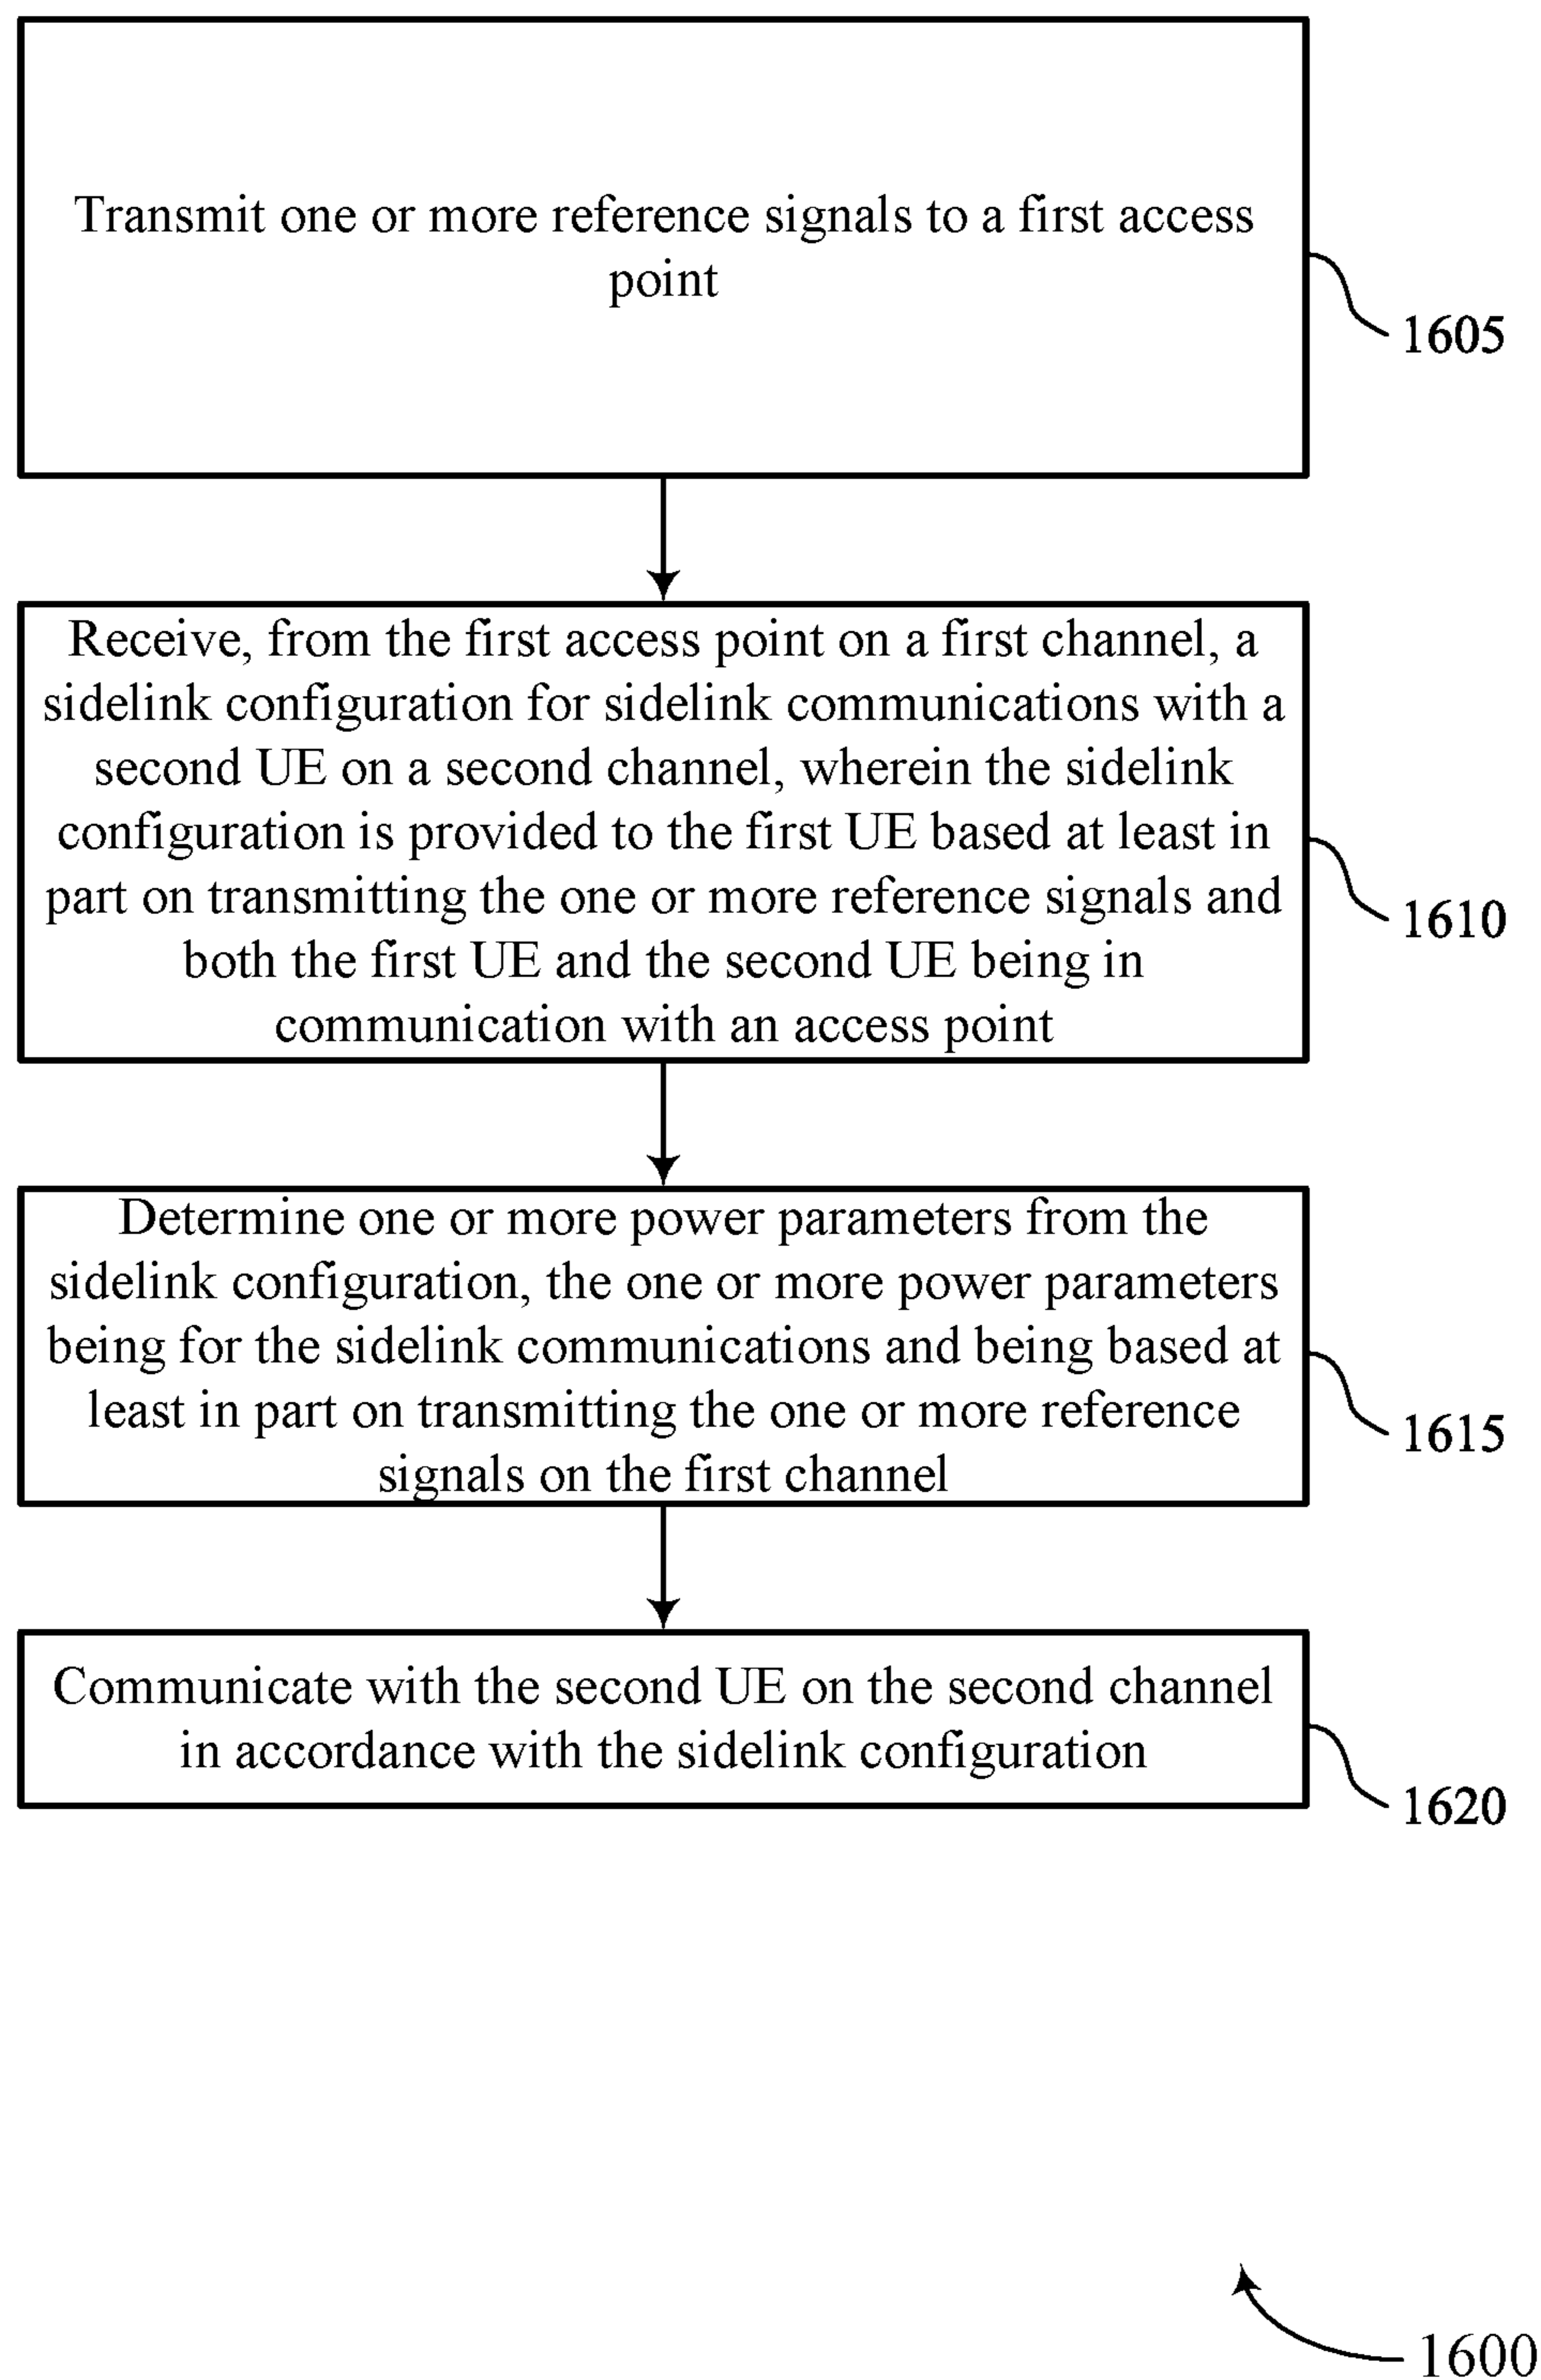 Transmit one or more reference signals to a first access
point
1605
Receive, from the first access point on a first channel, a
sidelink configuration for sidelink communications with a
second UE on a second channel, wherein the sidelink
configuration is provided to the first UE based at least in
part on transmitting the one or more reference signals and
both the first UE and the second UE being in
communication with an access point
1610
Determine one or more power parameters from the
sidelink configuration, the one or more power parameters
being for the sidelink communications and being based at
least in part on transmitting the one or more reference
signals on the first channel
1615
Communicate with the second UE on the second channel
in accordance with the sidelink configuration
1620
1600